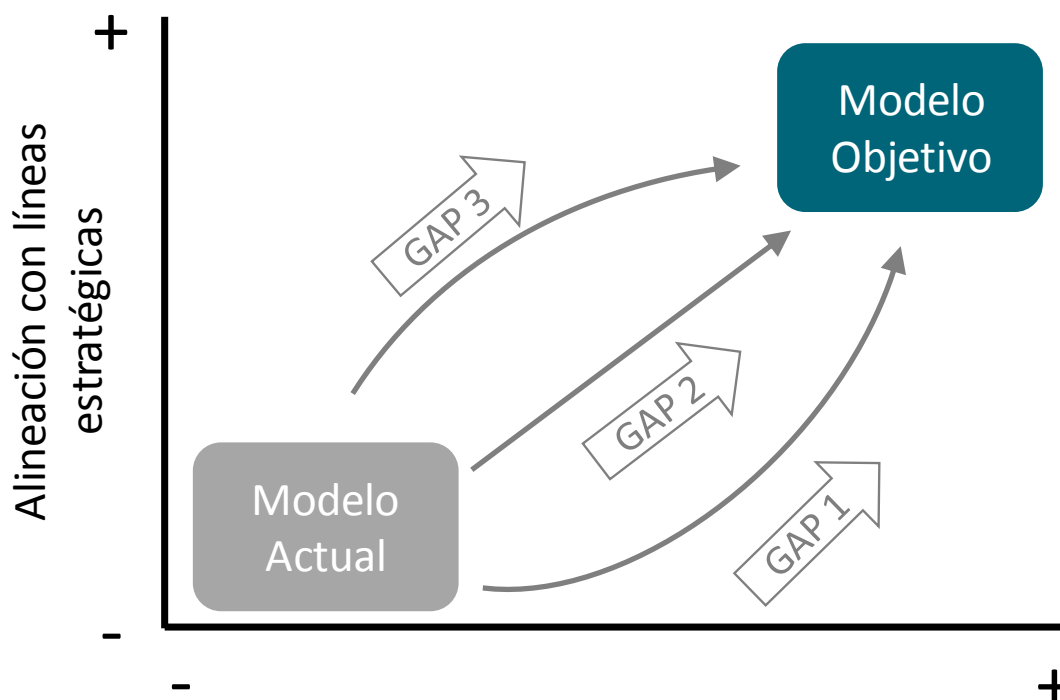 +
Modelo
Objetivo
Alineación con líneas
estratégicas
GAP 3
GAP 2
GAP 1
Modelo
Actual
-
-
+